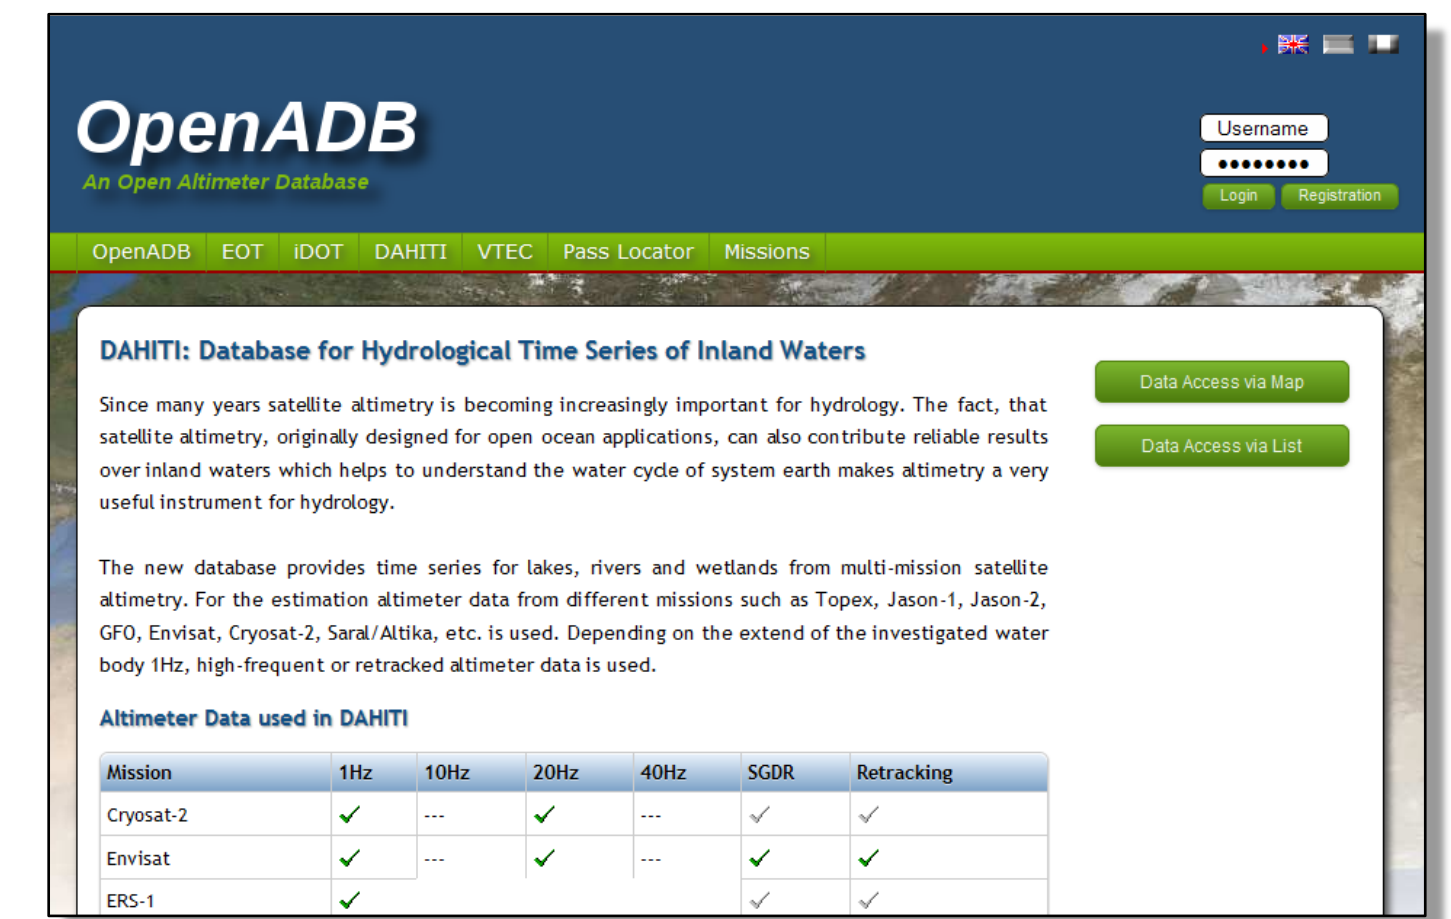 OpenADB
An Open Altimeter Database
Username
••••••••
Login Registration
OpenADB EOT iDOT DAHITI VTEC Pass Locator Missions
DAHITI: Database for Hydrological Time Series of Inland Waters
Since many years satellite altimetry is becoming increasingly important for hydrology. The fact, that
satellite altimetry, originally designed for open ocean applications, can also contribute reliable results
over inland waters which helps to understand the water cycle of system earth makes altimetry a very
useful instrument for hydrology.
The new database provides time series for lakes, rivers and wetlands from multi-mission satellite
altimetry. For the estimation altimeter data from different missions such as Topex, Jason-1, Jason-2,
GFO, Envisat, Cryosat-2, Saral/Altika, etc. is used. Depending on the extend of the investigated water
body 1Hz, high-frequent or retracked altimeter data is used.
Data Access via Map
Data Access via List
Altimeter Data used in DAHITI
Mission 1Hz 10Hz 20Hz 40Hz SGDR Retracking
Cryosat-2 ✓ --- ✓ --- ✓ ✓
Envisat ✓ --- ✓ --- ✓ ✓
ERS-1 ✓ ✓ ✓